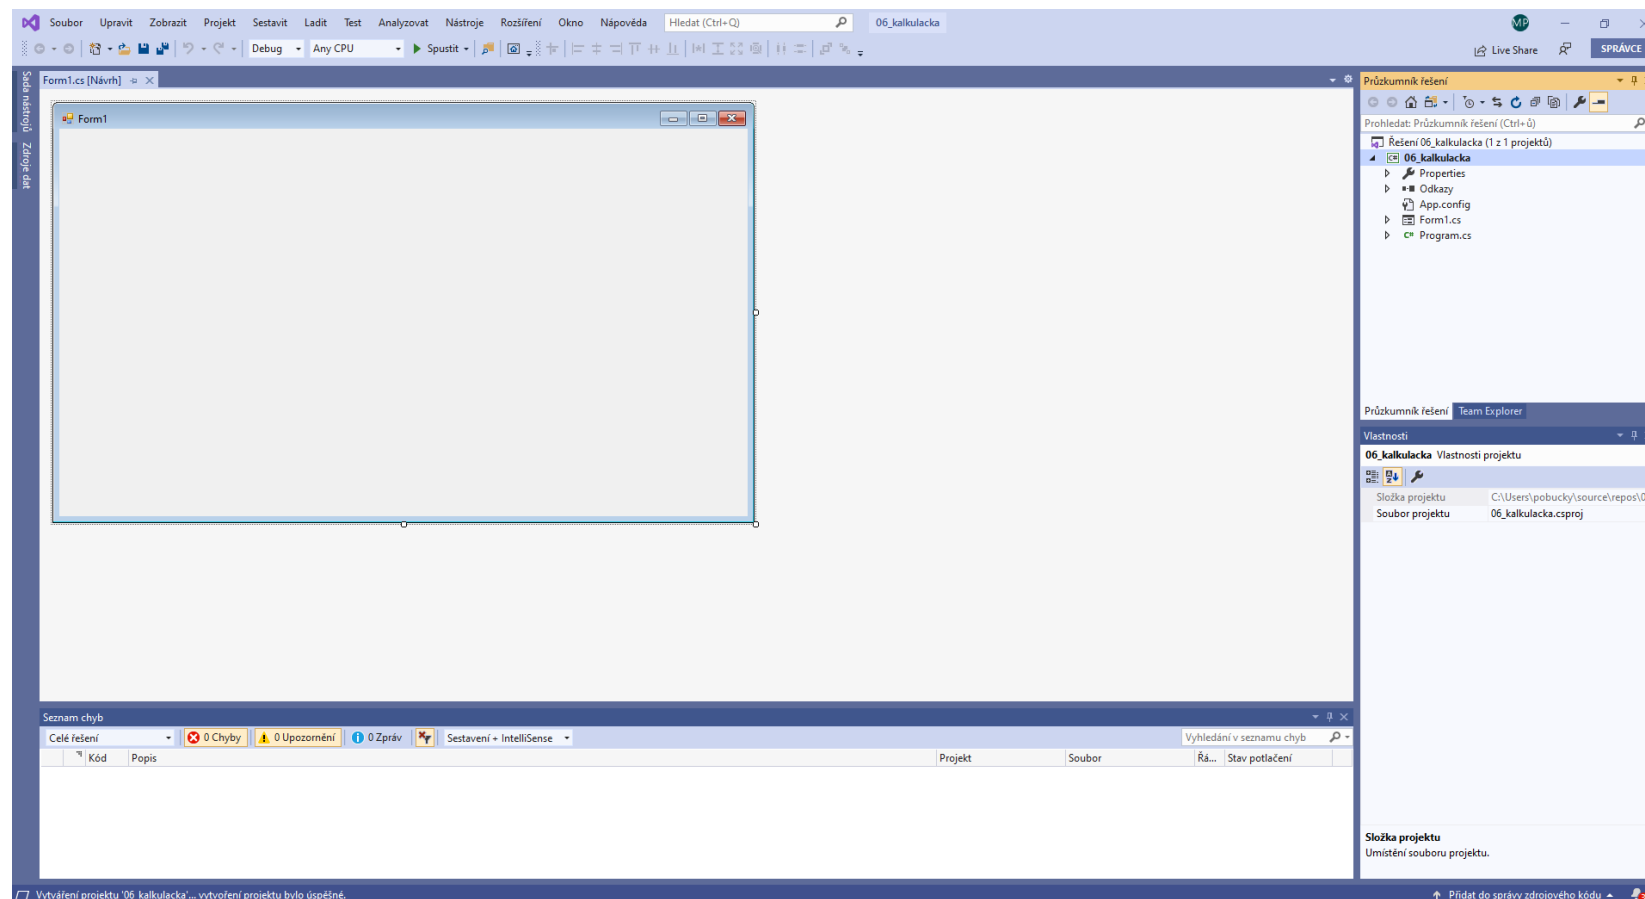 Soubor Upravit Zobrazit Projekt Sestavit Ladit Test Analyzovat Nástroje Rozšíření Okno Nápověda Hledat (Ctrl+Q) 06_kalkulacka MP
Debug Any CPU Spustit Live Share SPRÁVCE
Sada nástrojů Zdroje dat
Form1.cs [Návrh]
Form1
Průzkumník řešení
Prohledat: Průzkumník řešení (Ctrl+ů)
Řešení 06_kalkulacka (1 z 1 projektů)
06_kalkulacka
Properties
Odkazy
App.config
Form1.cs
Program.cs
Průzkumník řešení Team Explorer
Vlastnosti
06_kalkulacka Vlastnosti projektu
Složka projektu C:\Users\pobucky\source\repos\0
Soubor projektu 06_kalkulacka.csproj
Složka projektu
Umístění souboru projektu.
Seznam chyb
Celé řešení 0 Chyby 0 Upozornění 0 Zpráv Sestavení + IntelliSense Vyhledání v seznamu chyb
Kód Popis Projekt Soubor Řá... Stav potlačení
Vytváření projektu '06_kalkulacka'... vytvoření projektu bylo úspěšné. Přidat do správy zdrojového kódu